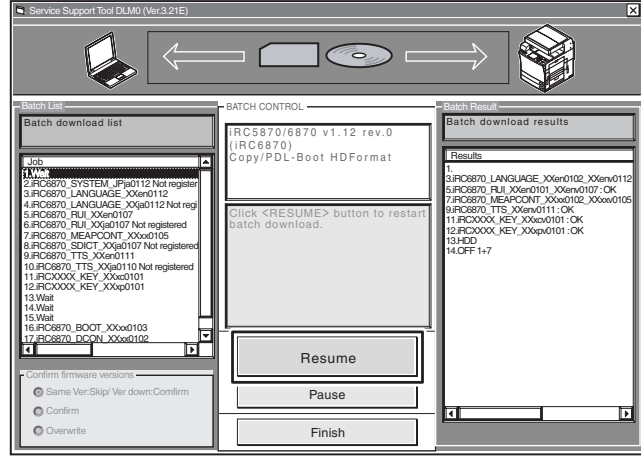 Service Support Tool DLM0 (Ver.3.21E)
Batch List
Batch download list
Job
1.Wait
2.iRC6870_SYSTEM_JPja0112 Not register
3.iRC6870_LANGUAGE_XXen0112
4.iRC6870_LANGUAGE_XXja0112 Not regi
5.iRC6870_RUI_XXen0107
6.iRC6870_RUI_XXja0107 Not registered
7.iRC6870_MEAPCONT_XXxx0105
8.iRC6870_SDICT_XXja0107 Not registered
9.iRC6870_TTS_XXen0111
10.iRC6870_TTS_XXja0110 Not registered
11.iRCXXXX_KEY_XXxc0101
12.iRCXXXX_KEY_XXxp0101
13.Wait
14.Wait
15.Wait
16.iRC6870_BOOT_XXxx0103
17.iRC6870_DCON_XXxx0102
Confirm firmware versions
Same Ver:Skip/ Ver down:Comfirm
Confirm
Overwrite
BATCH CONTROL
iRC5870/6870 v1.12 rev.0
(iRC6870)
Copy/PDL-Boot HDFormat
Click <RESUME> button to restart
batch download.
Resume
Pause
Finish
Batch Result
Batch download results
Results
1.
3.iRC6870_LANGUAGE_XXen0102_XXenv0112
5.iRC6870_RUI_XXen0101_XXenv0107 : OK
7.iRC6870_MEAPCONT_XXxx0102_XXxxv0105
9.iRC6870_TTS_XXenv0111 : OK
11.iRCXXXX_KEY_XXxcv0101 : OK
12.iRCXXXX_KEY_XXxpv0101 : OK
13.HDD
14.OFF 1+7